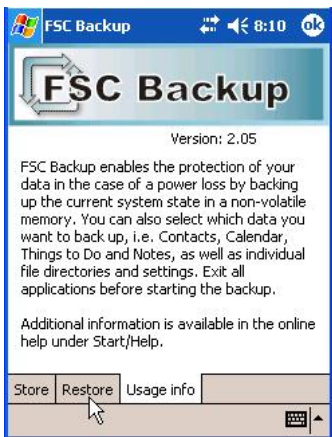 FSC Backup 8:10 ok
FSC Backup
Version: 2.05
FSC Backup enables the protection of your
data in the case of a power loss by backing
up the current system state in a non-volatile
memory. You can also select which data you
want to back up, i.e. Contacts, Calendar,
Things to Do and Notes, as well as individual
file directories and settings. Exit all
applications before starting the backup.
Additional information is available in the online
help under Start/Help.
Store Restore Usage info